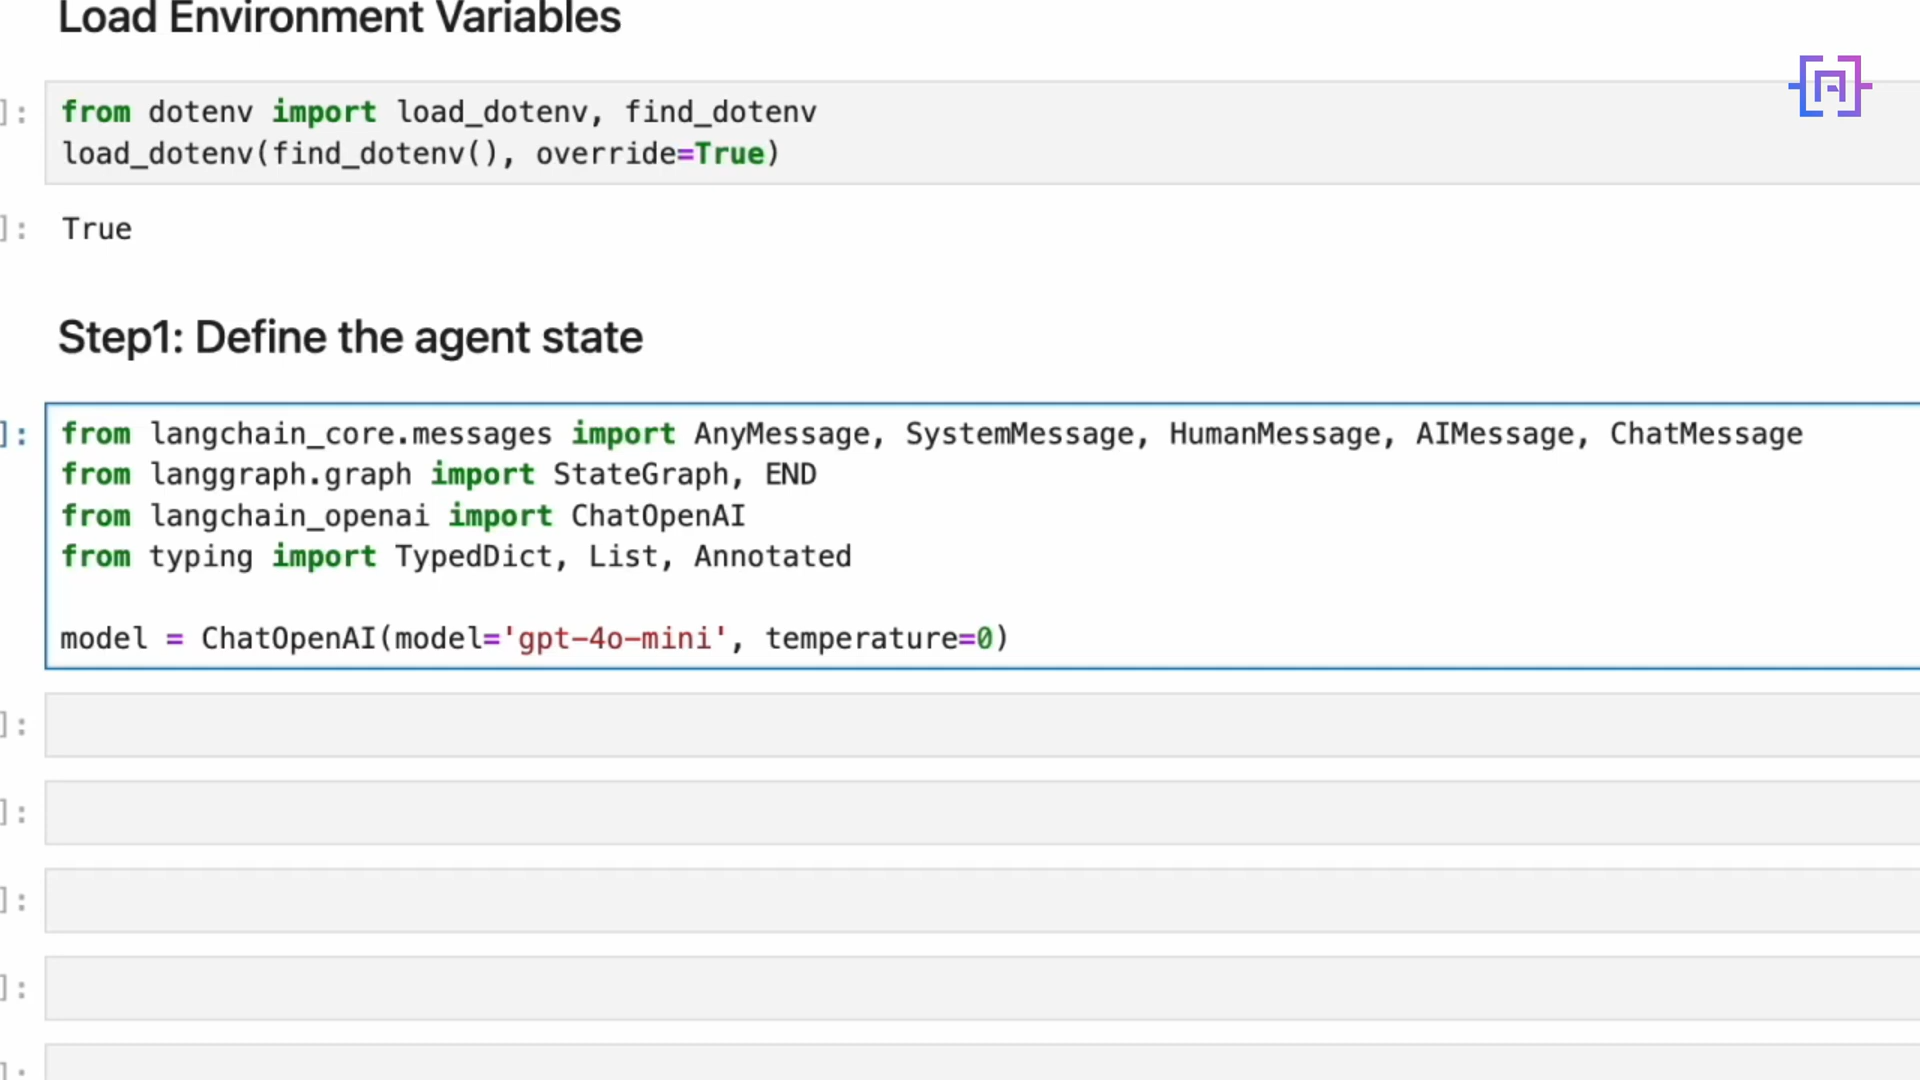 Load Environment Variables
]:
from dotenv import load_dotenv, find_dotenv
load_dotenv(find_dotenv(), override=True)
]:
True
Step1: Define the agent state
]:
from langchain_core.messages import AnyMessage, SystemMessage, HumanMessage, AIMessage, ChatMessage
from langgraph.graph import StateGraph, END
from langchain_openai import ChatOpenAI
from typing import TypedDict, List, Annotated
model = ChatOpenAI(model='gpt-4o-mini', temperature=0)
]:
]:
]:
]:
]: